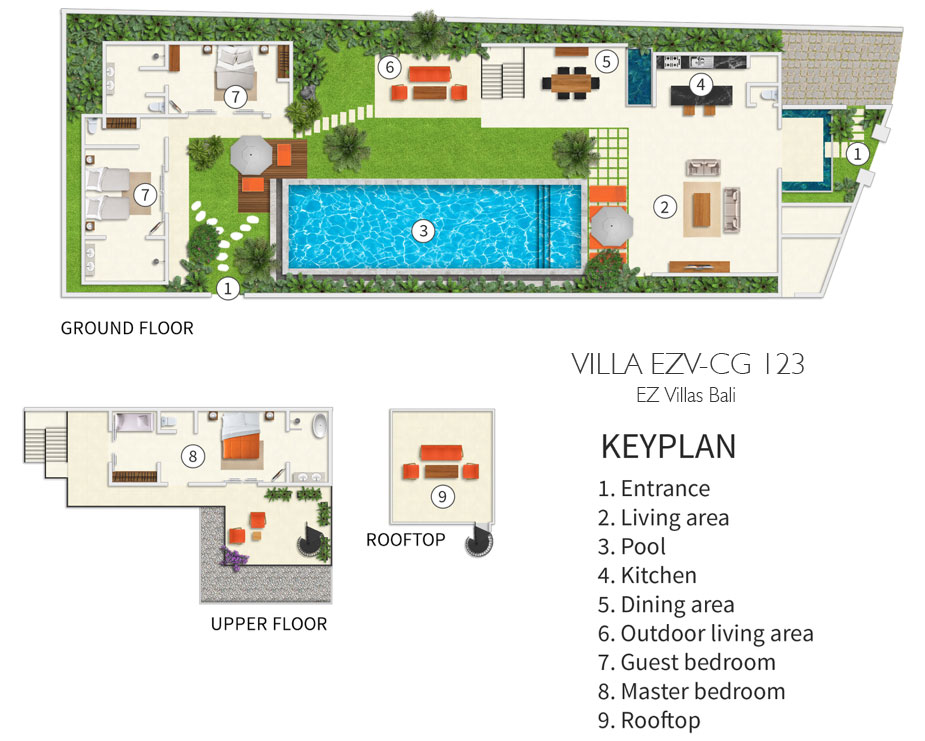 6
5
4
7
1
7
2
3
1
GROUND FLOOR
VILLA EZV-CG 123
EZ Villas Bali
8
9
ROOFTOP
UPPER FLOOR
KEYPLAN
1. Entrance
2. Living area
3. Pool
4. Kitchen
5. Dining area
6. Outdoor living area
7. Guest bedroom
8. Master bedroom
9. Rooftop